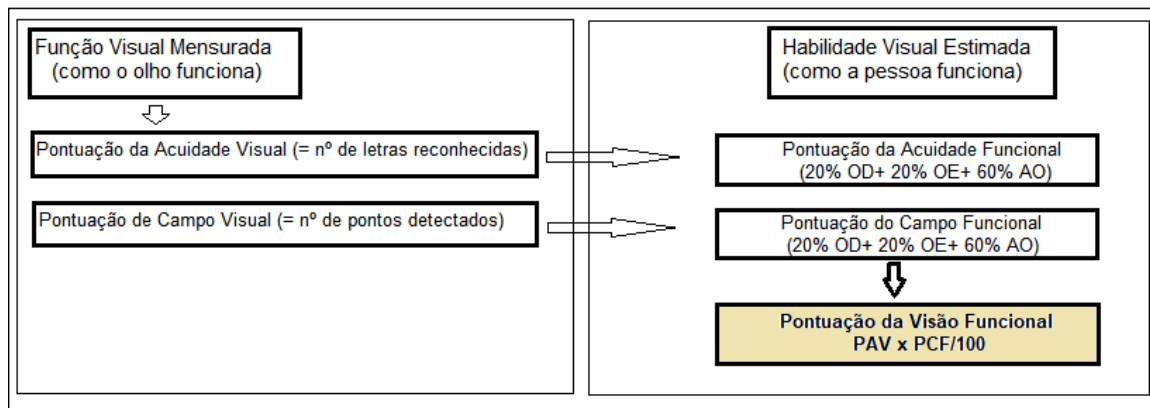 Função Visual Mensurada
(como o olho funciona)
Pontuação da Acuidade Visual (= nº de letras reconhecidas)
Pontuação de Campo Visual (= nº de pontos detectados)
Habilidade Visual Estimada
(como a pessoa funciona)
Pontuação da Acuidade Funcional
(20% OD+ 20% OE+ 60% AO)
Pontuação do Campo Funcional
(20% OD+ 20% OE+ 60% AO)
Pontuação da Visão Funcional
PAV x PCF/100